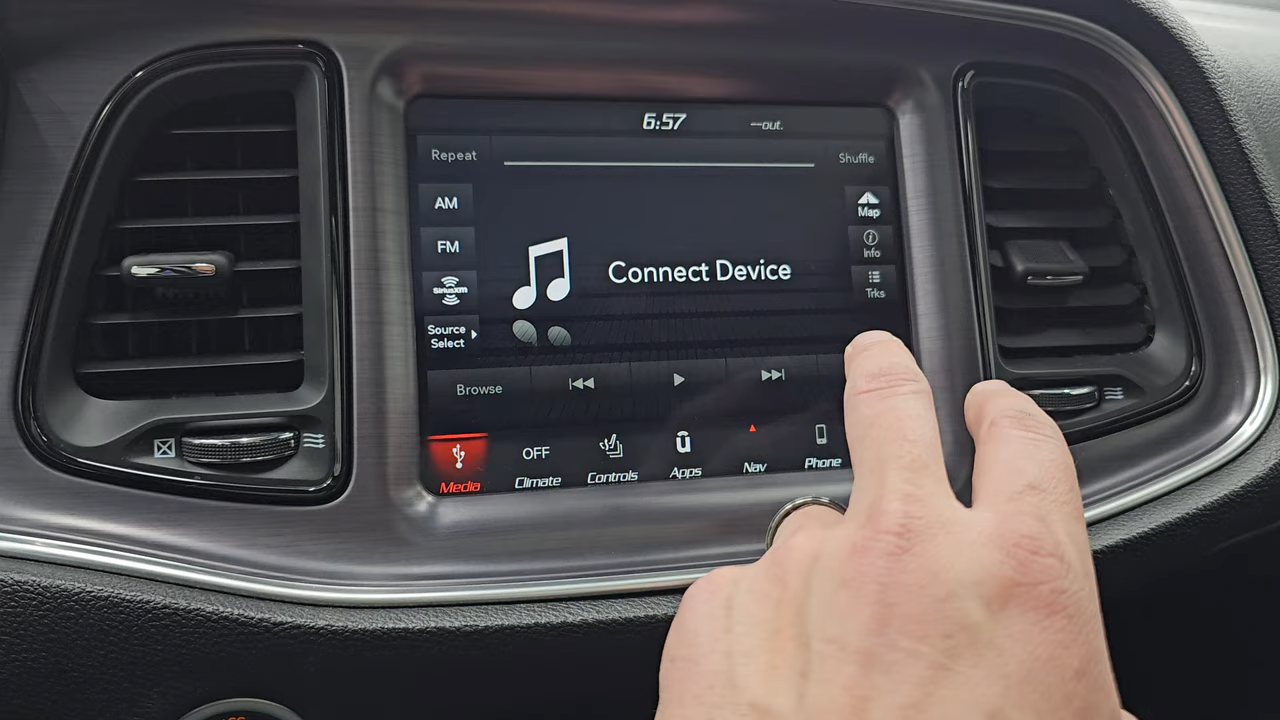 6:57
--out.
Repeat
Shuffle
AM
Map
FM
Info
SiriusXM
Connect Device
Trks
Source
Select
Browse
OFF
Media
Climate
Controls
Apps
Nav
Phone